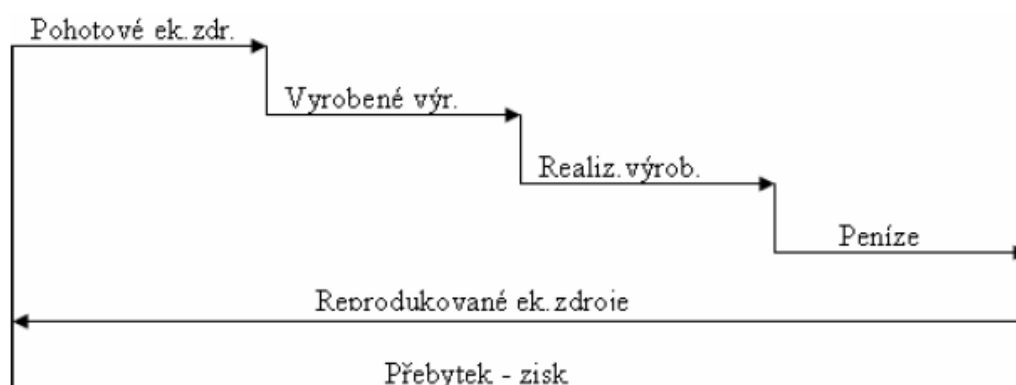 Pohotové ek. zdr.
Vyrobené výr.
Realiz. výrob.
Peníze
Reprodukované ek. zdroje
Přebytek - zisk